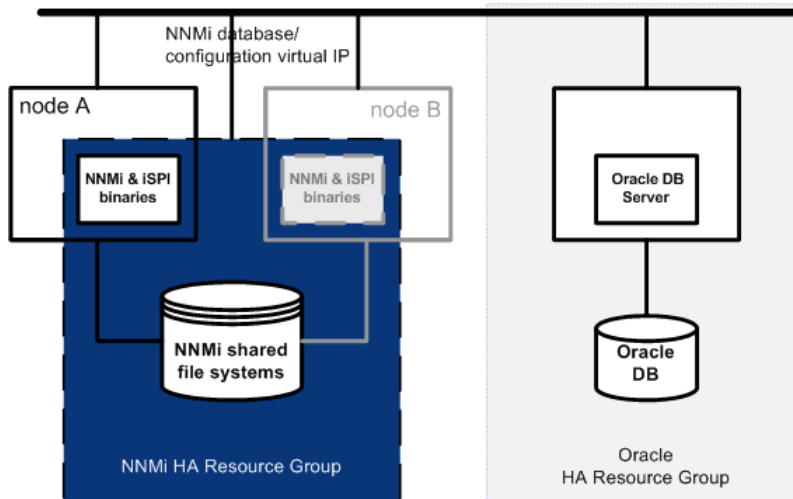 NNMi database/
configuration virtual IP
node A
node B
NNMi & iSPI
binaries
NNMi & iSPI
binaries
Oracle DB
Server
NNMi shared
file systems
Oracle
DB
NNMi HA Resource Group
Oracle
HA Resource Group